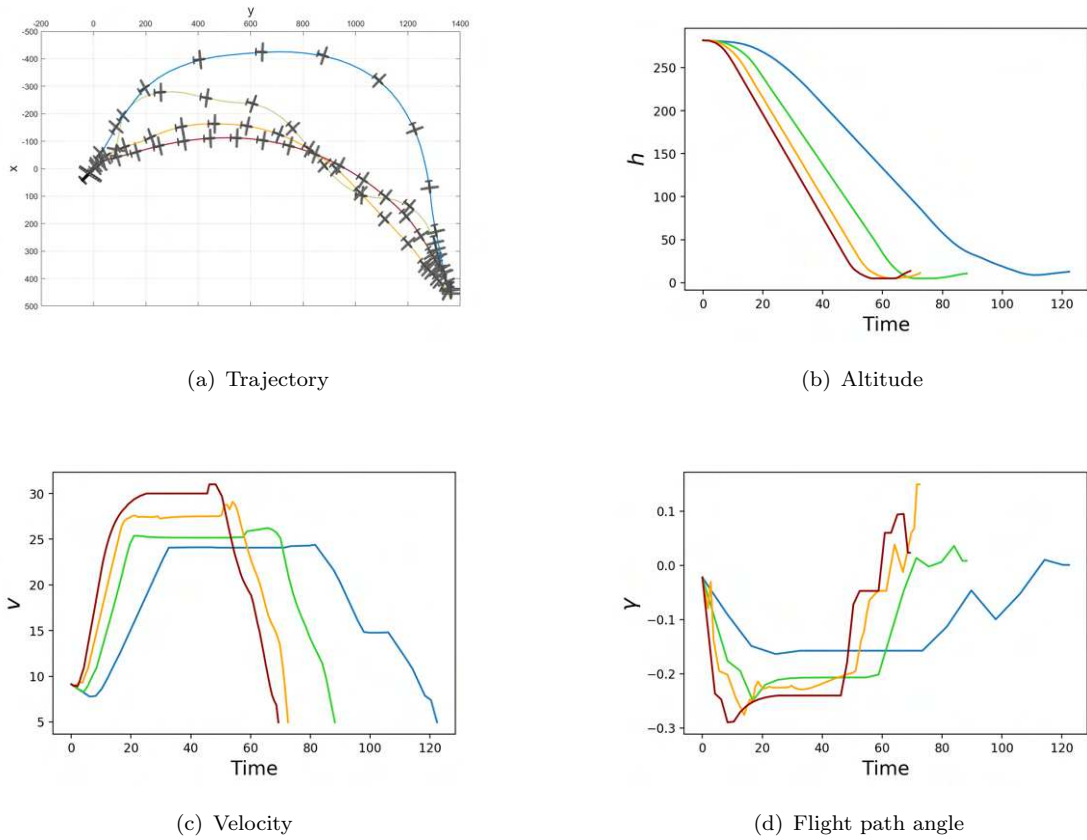 y
-200 0 200 400 600 800 1000 1200 1400
-500
-400
-300
-200
-100
0
100
200
300
400
500
x
(a) Trajectory
250
200
150
100
50
0
h
0 20 40 60 80 100 120
Time
(b) Altitude
30
25
20
15
10
5
v
0 20 40 60 80 100 120
Time
(c) Velocity
0.1
0.0
−0.1
−0.2
−0.3
γ
0 20 40 60 80 100 120
Time
(d) Flight path angle